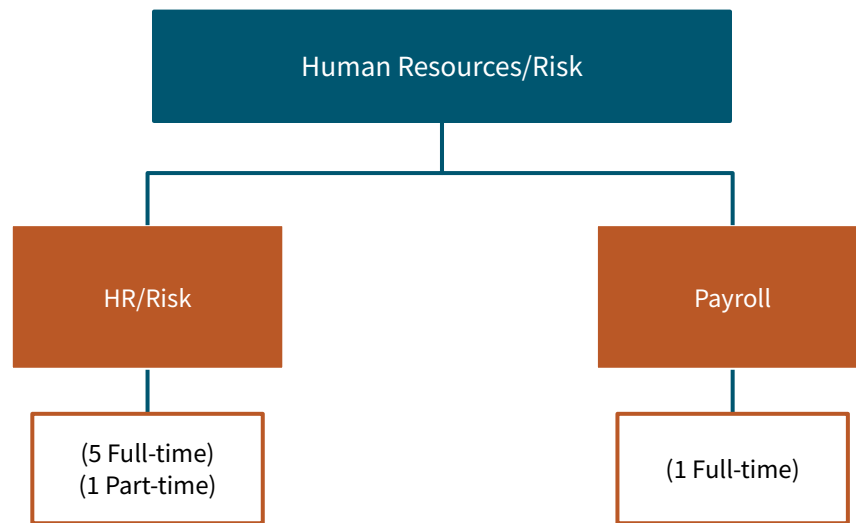 Human Resources/Risk
HR/Risk
Payroll
(5 Full-time)
(1 Part-time)
(1 Full-time)